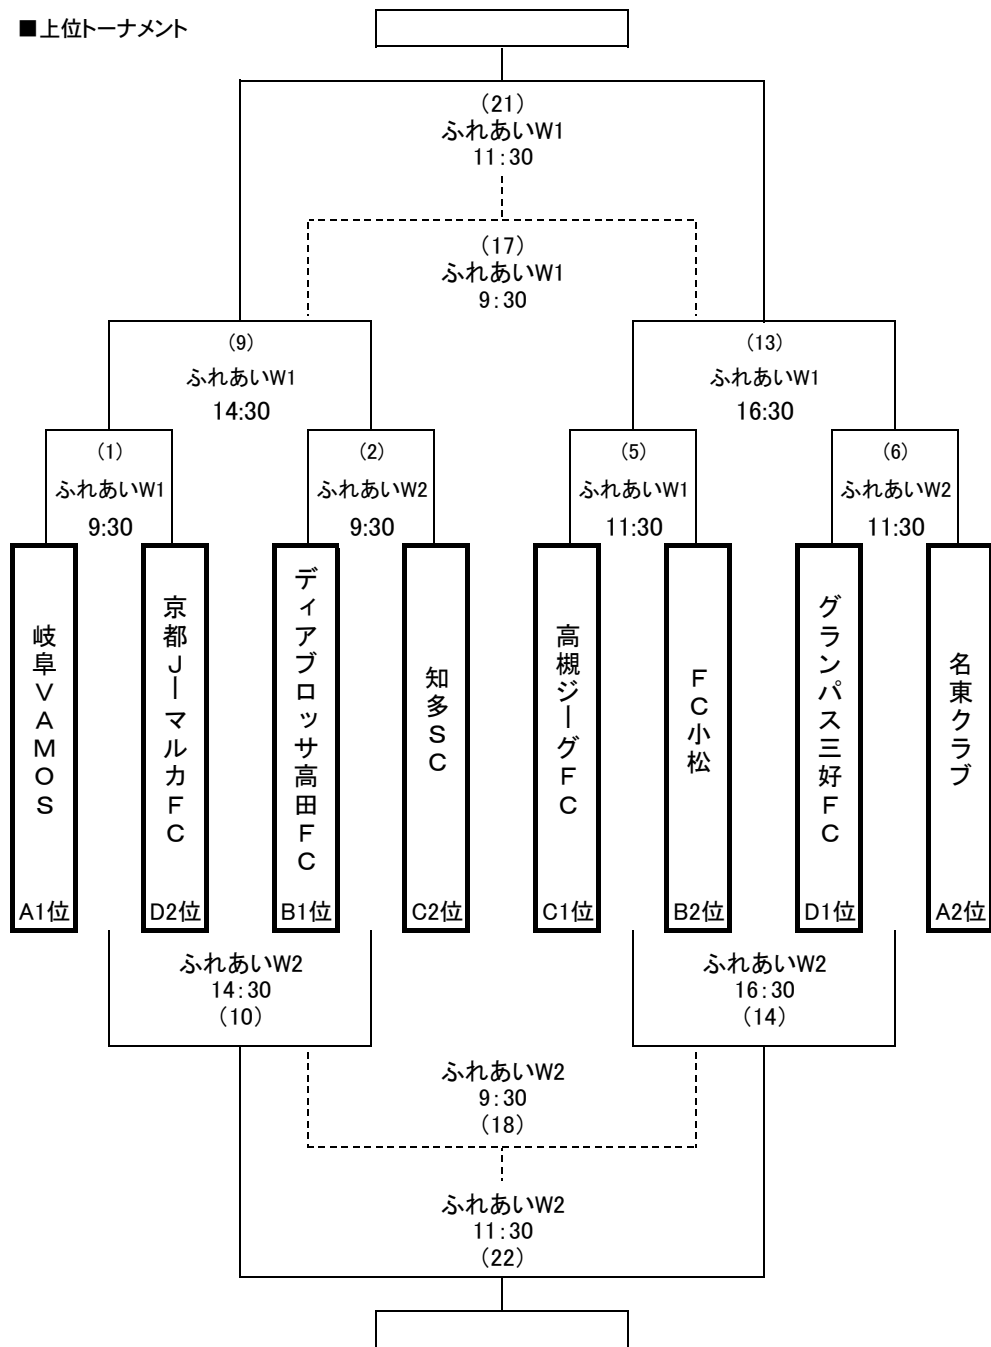 ■上位トーナメント
(21)
ふれあいW1
11:30
(17)
ふれあいW1
9:30
(9)
ふれあいW1
14:30
(13)
ふれあいW1
16:30
(1)
ふれあいW1
9:30
(2)
ふれあいW2
9:30
(5)
ふれあいW1
11:30
(6)
ふれあいW2
11:30
岐阜VAMOS
A1位
京都JーマルカFC
D2位
ディアブロッサ高田FC
B1位
知多SC
C2位
高槻ジーグFC
C1位
FC小松
B2位
グランパス三好FC
D1位
名東クラブ
A2位
ふれあいW2
14:30
(10)
ふれあいW2
16:30
(14)
ふれあいW2
9:30
(18)
ふれあいW2
11:30
(22)